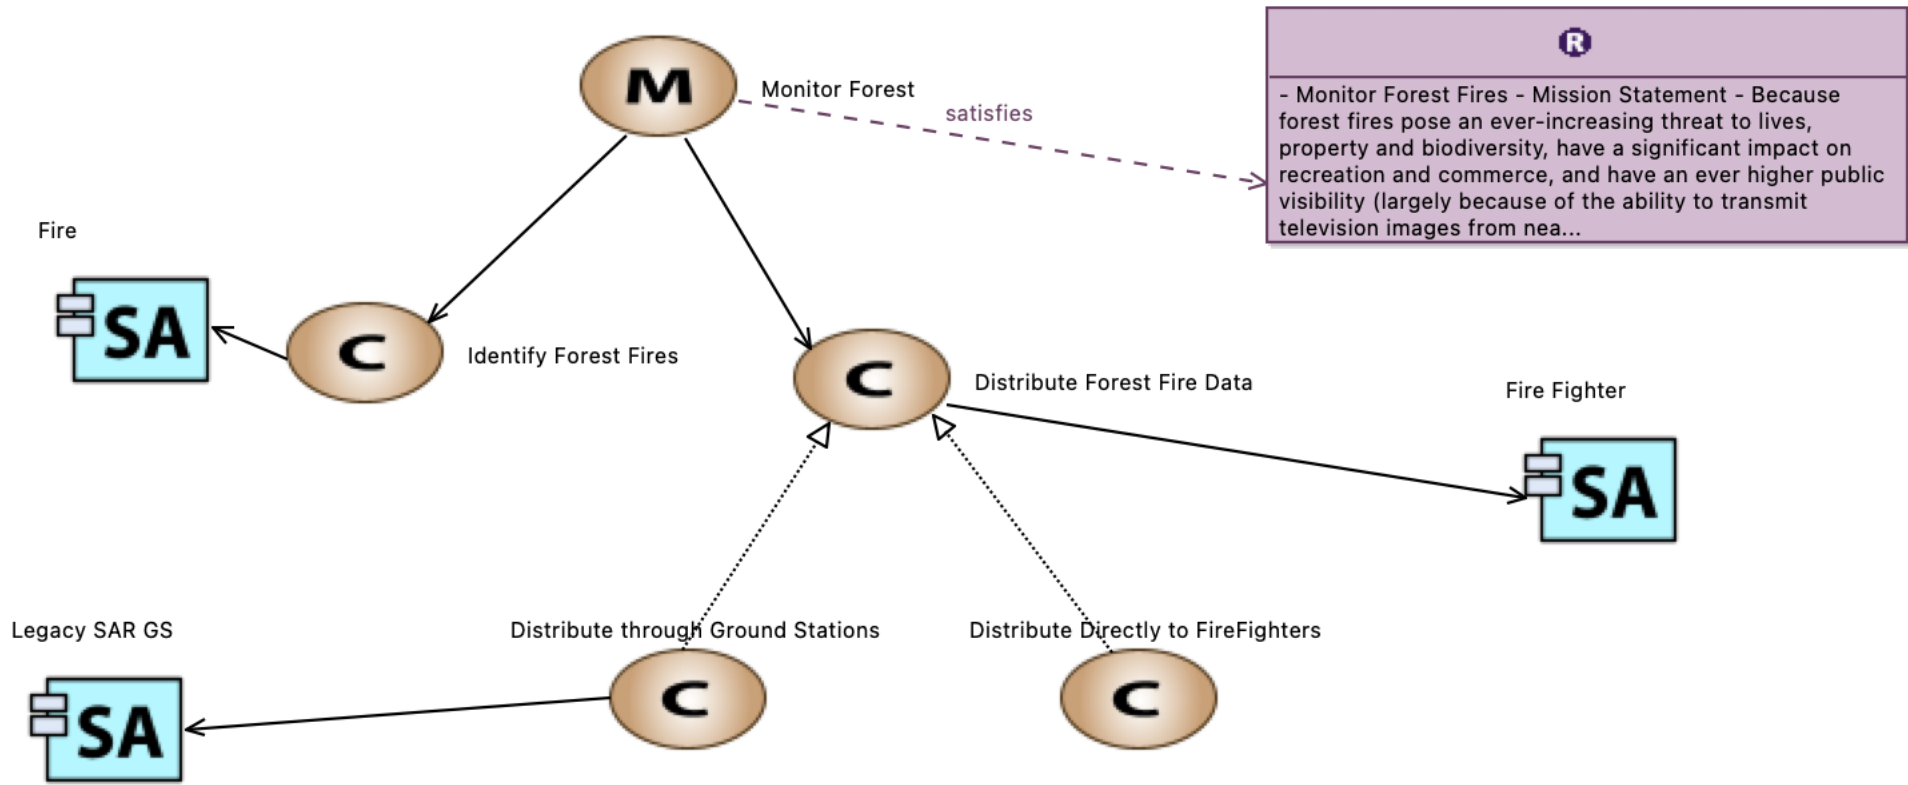 M
Monitor Forest
satisfies
R
- Monitor Forest Fires - Mission Statement - Because
forest fires pose an ever-increasing threat to lives,
property and biodiversity, have a significant impact on
recreation and commerce, and have an ever higher public
visibility (largely because of the ability to transmit
television images from nea...
Fire
SA
C
Identify Forest Fires
C
Distribute Forest Fire Data
Fire Fighter
SA
Legacy SAR GS
SA
Distribute through Ground Stations
C
Distribute Directly to FireFighters
C